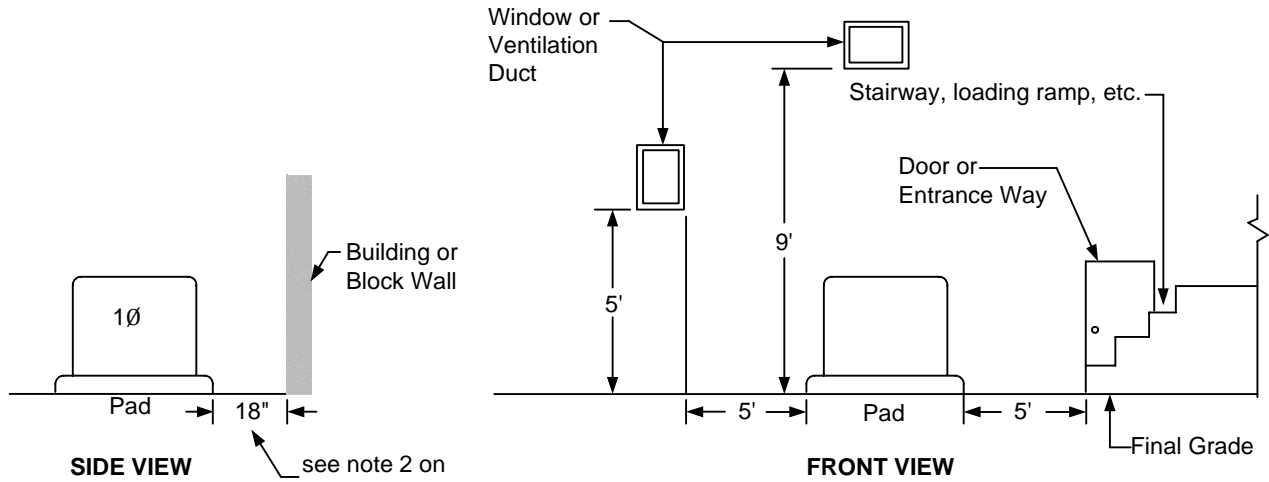 Window or
Ventilation
Duct
Stairway, loading ramp, etc.
Door or
Entrance Way
Building or
Block Wall
9'
5'
1Ø
Pad
18"
5'
Pad
5'
Final Grade
SIDE VIEW
see note 2 on
FRONT VIEW